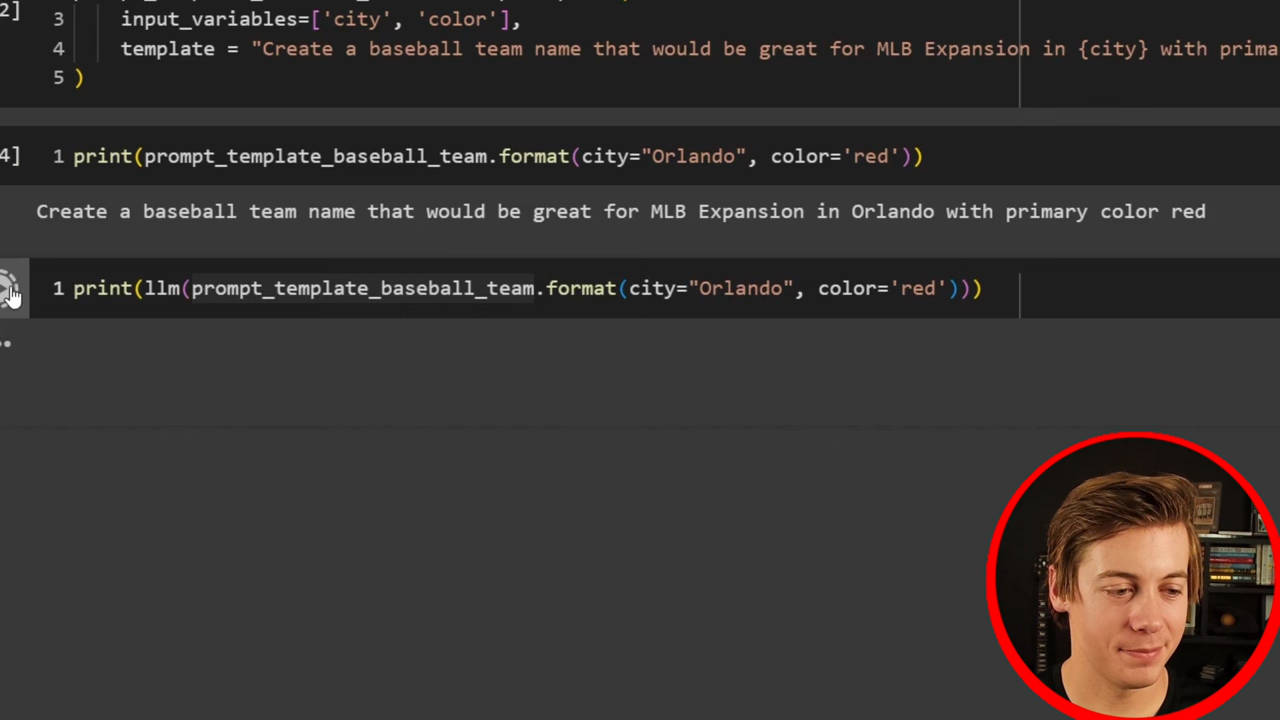 2]
3 input_variables=['city', 'color'],
4 template = "Create a baseball team name that would be great for MLB Expansion in {city} with prima
5 )
4]
1 print(prompt_template_baseball_team.format(city="Orlando", color='red'))
Create a baseball team name that would be great for MLB Expansion in Orlando with primary color red
1 print(llm(prompt_template_baseball_team.format(city="Orlando", color='red')))